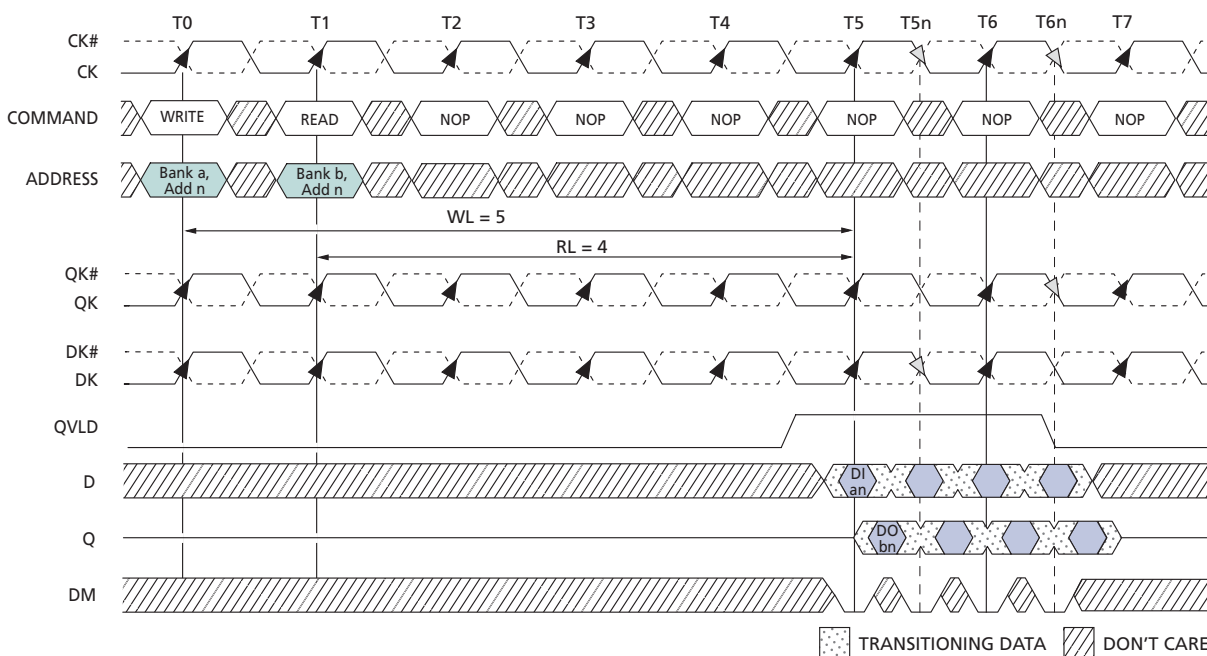 T0 T1 T2 T3 T4 T5 T5n T6 T6n T7
CK#
CK
COMMAND WRITE READ NOP NOP NOP NOP NOP NOP
ADDRESS Bank a, Add n Bank b, Add n
WL = 5
RL = 4
QK#
QK
DK#
DK
QVLD
D DI an
Q DO bn
DM
TRANSITIONING DATA DON'T CARE